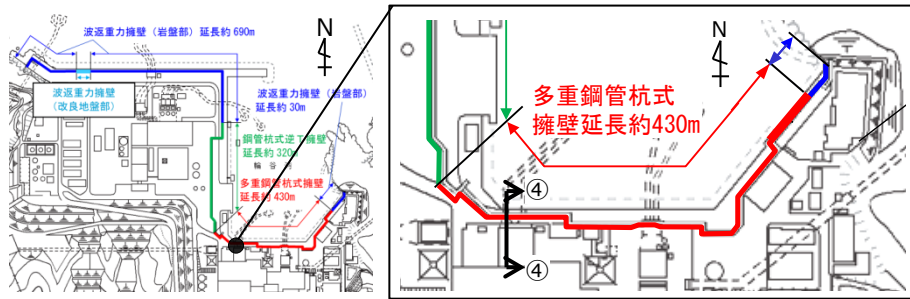 波返重力擁壁（岩盤部）延長約690m
波返重力擁壁
（改良地盤部）
N
波返重力擁壁（岩盤部）
延長約30m
鋼管杭式逆T擁壁
延長約320m
輪谷湾
多重鋼管杭式擁壁
延長約430m
N
多重鋼管杭式
擁壁延長約430m
④
④